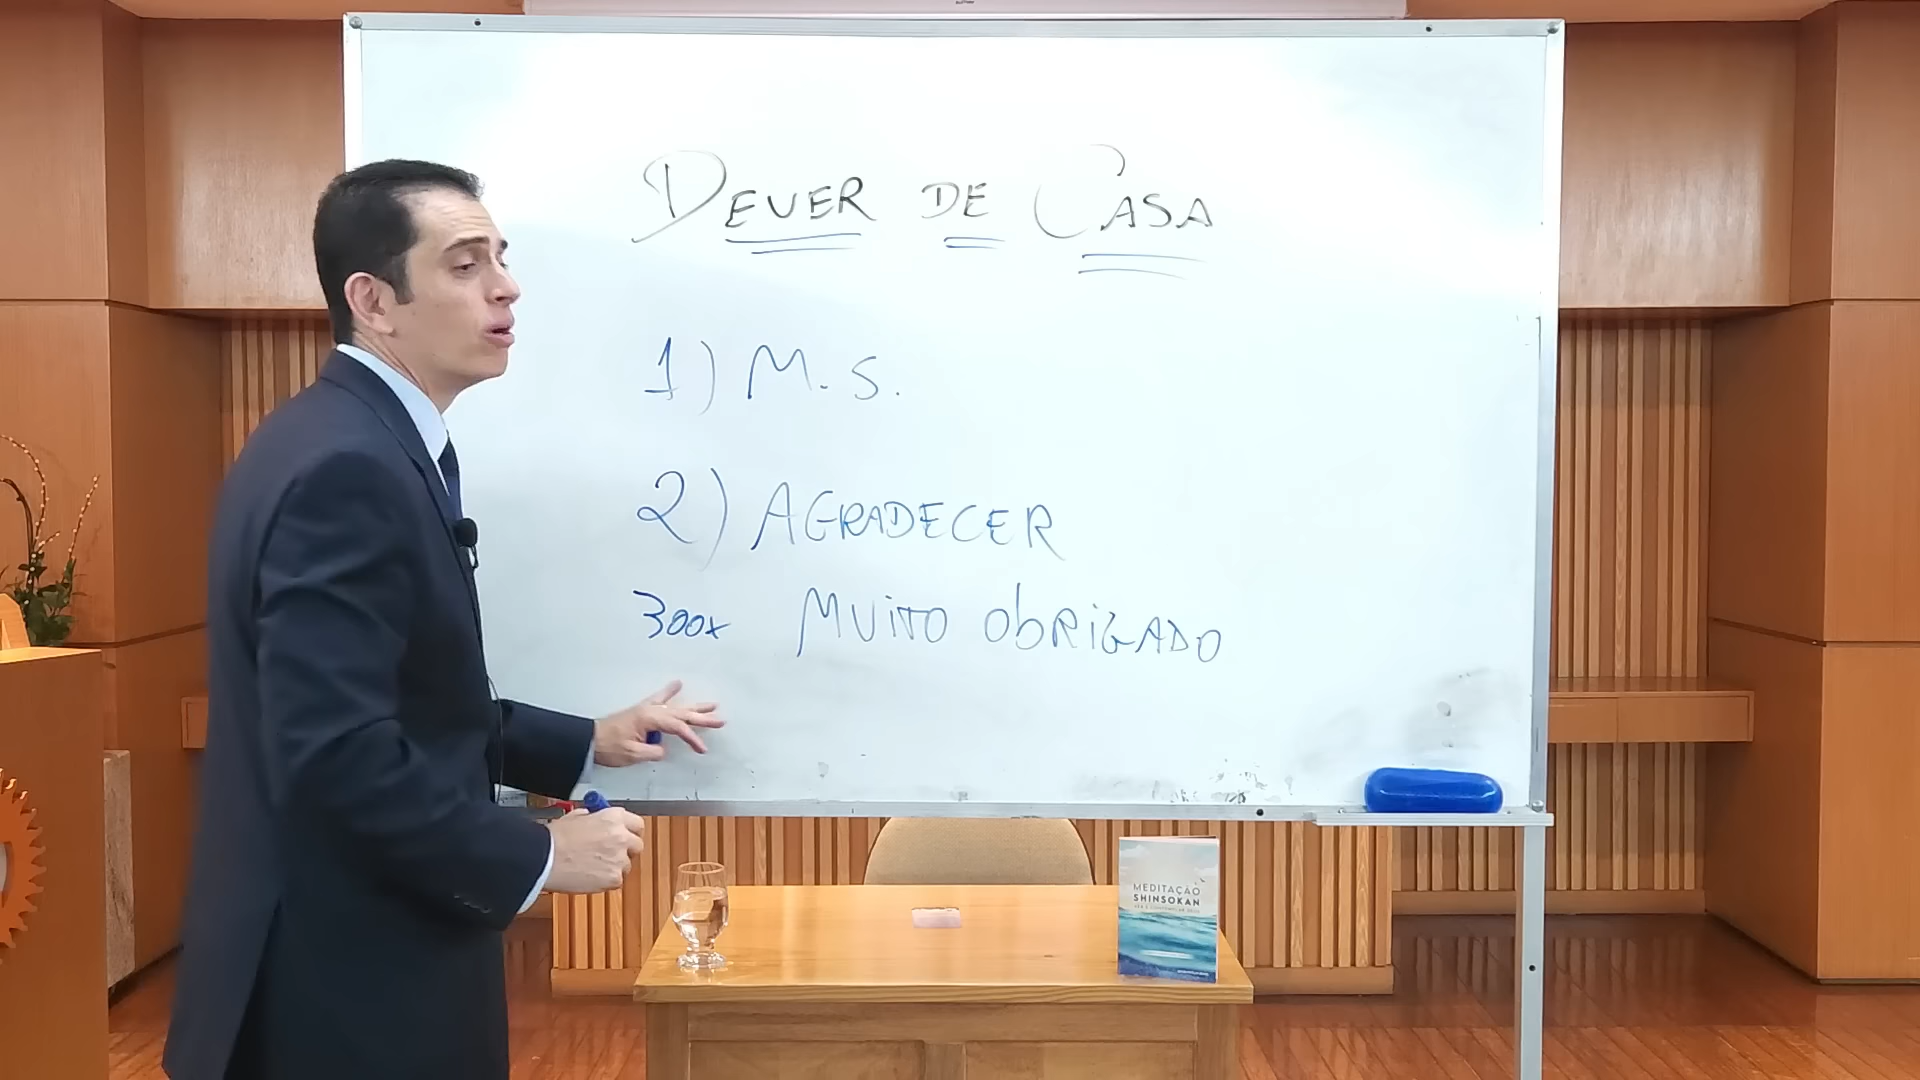 DEVER DE CASA
1) M. S.
2) AGRADECER
300x MUiTO ObRiGADO
MEDITAÇÃO
SHINSOKAN